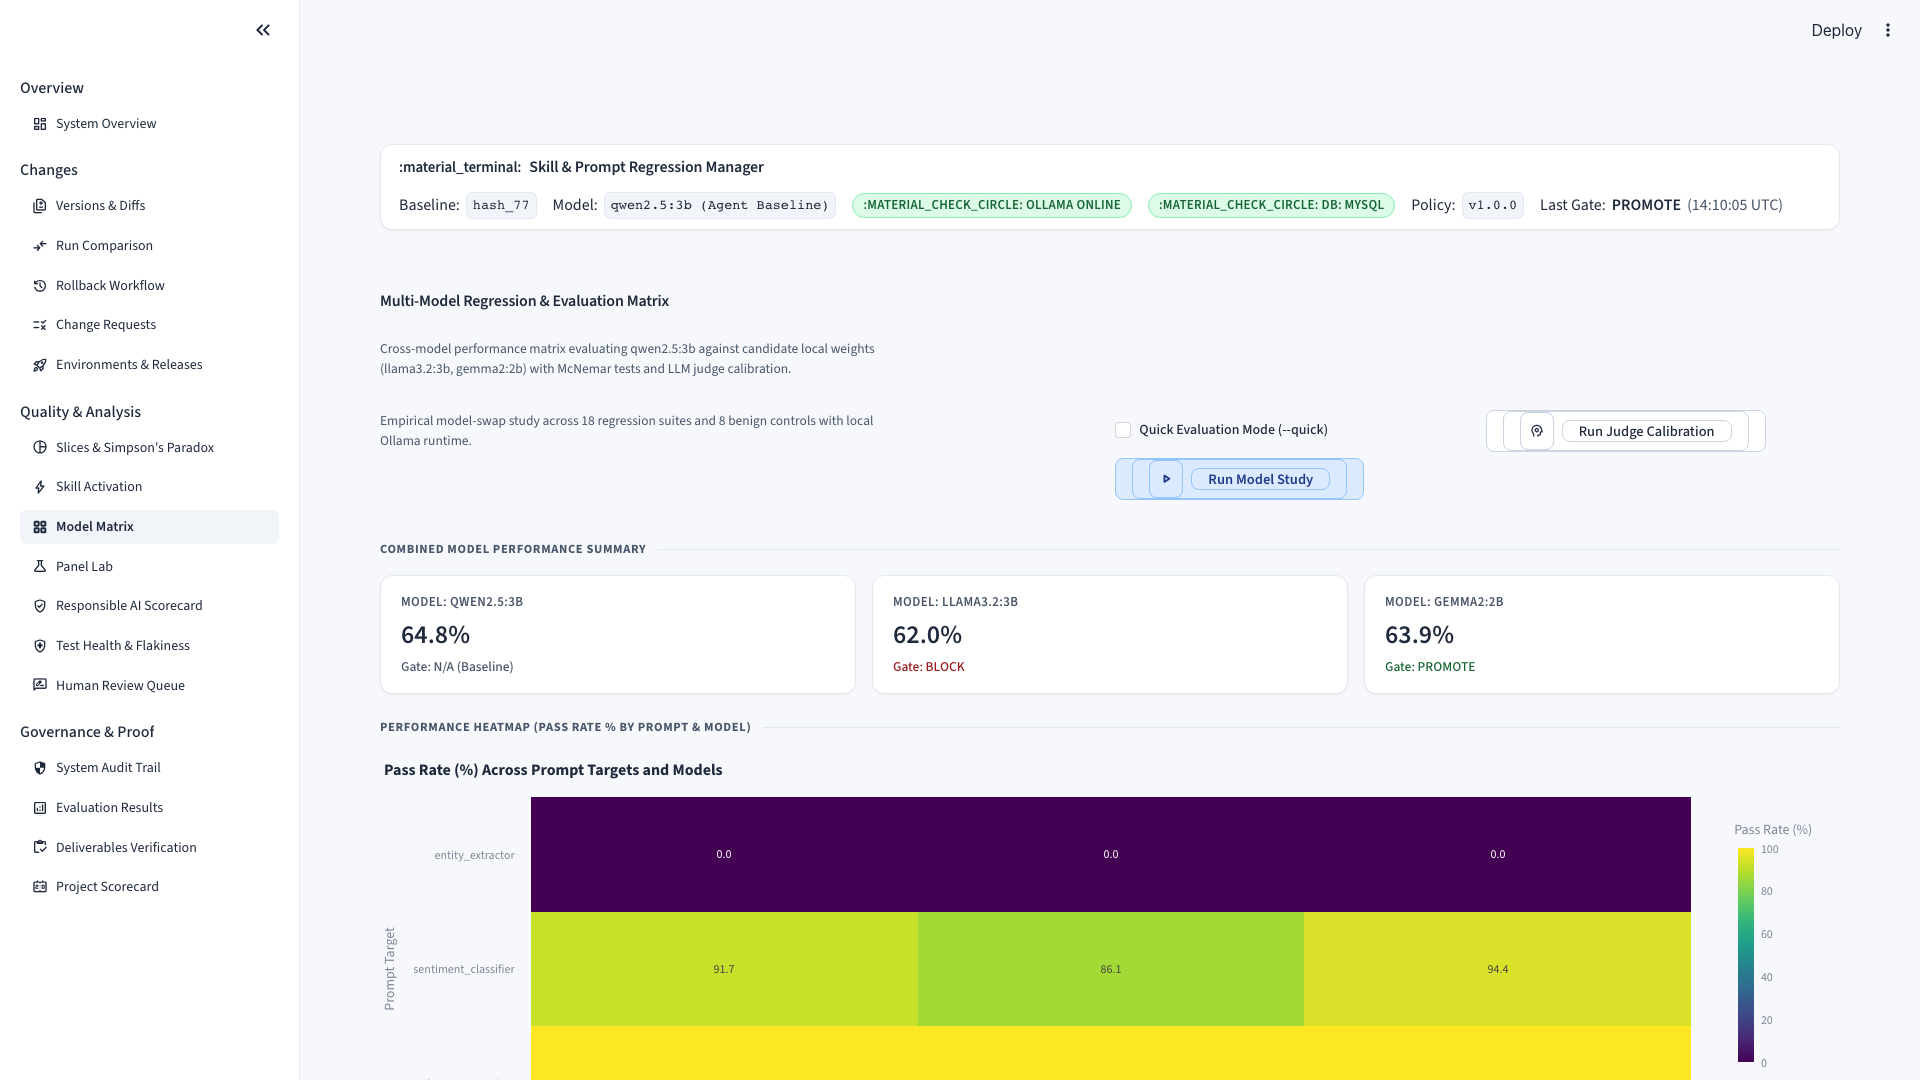 Deploy
Overview
System Overview
Changes
Versions & Diffs
Run Comparison
Rollback Workflow
Change Requests
Environments & Releases
Quality & Analysis
Slices & Simpson's Paradox
Skill Activation
Model Matrix
Panel Lab
Responsible AI Scorecard
Test Health & Flakiness
Human Review Queue
Governance & Proof
System Audit Trail
Evaluation Results
Deliverables Verification
Project Scorecard
:material_terminal: Skill & Prompt Regression Manager
Baseline: hash_77 Model: qwen2.5:3b (Agent Baseline) :MATERIAL_CHECK_CIRCLE: OLLAMA ONLINE :MATERIAL_CHECK_CIRCLE: DB: MYSQL Policy: v1.0.0 Last Gate: PROMOTE (14:10:05 UTC)
Multi-Model Regression & Evaluation Matrix
Cross-model performance matrix evaluating qwen2.5:3b against candidate local weights
(llama3.2:3b, gemma2:2b) with McNemar tests and LLM judge calibration.
Empirical model-swap study across 18 regression suites and 8 benign controls with local
Ollama runtime.
Quick Evaluation Mode (--quick)
Run Model Study
Run Judge Calibration
COMBINED MODEL PERFORMANCE SUMMARY
MODEL: QWEN2.5:3B
64.8%
Gate: N/A (Baseline)
MODEL: LLAMA3.2:3B
62.0%
Gate: BLOCK
MODEL: GEMMA2:2B
63.9%
Gate: PROMOTE
PERFORMANCE HEATMAP (PASS RATE % BY PROMPT & MODEL)
Pass Rate (%) Across Prompt Targets and Models
Prompt Target
entity_extractor 0.0 0.0 0.0
sentiment_classifier 91.7 86.1 94.4
Pass Rate (%)
100
80
60
40
20
0